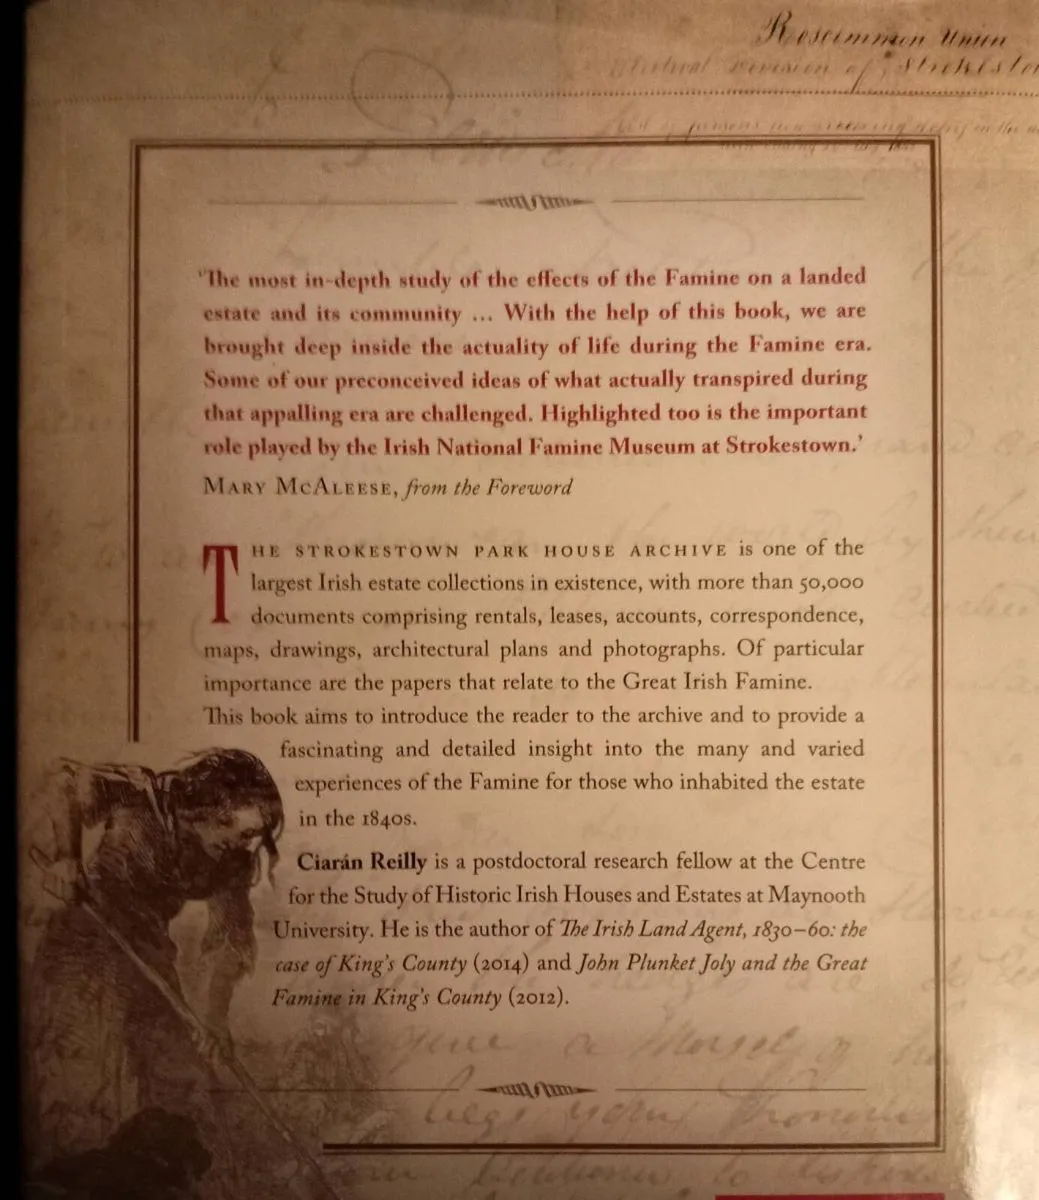 Roscommon Union
Electoral Division of Strokesto
'The most in-depth study of the effects of the Famine on a landed
estate and its community ... With the help of this book, we are
brought deep inside the actuality of life during the Famine era.
Some of our preconceived ideas of what actually transpired during
that appalling era are challenged. Highlighted too is the important
role played by the Irish National Famine Museum at Strokestown.'
MARY MCALEESE, from the Foreword
THE STROKESTOWN PARK HOUSE ARCHIVE is one of the
largest Irish estate collections in existence, with more than 50,000
documents comprising rentals, leases, accounts, correspondence,
maps, drawings, architectural plans and photographs. Of particular
importance are the papers that relate to the Great Irish Famine.
This book aims to introduce the reader to the archive and to provide a
fascinating and detailed insight into the many and varied
experiences of the Famine for those who inhabited the estate
in the 1840s.
Ciarán Reilly is a postdoctoral research fellow at the Centre
for the Study of Historic Irish Houses and Estates at Maynooth
University. He is the author of The Irish Land Agent, 1830–60: the
case of King's County (2014) and John Plunket Joly and the Great
Famine in King's County (2012).
a Morsel of